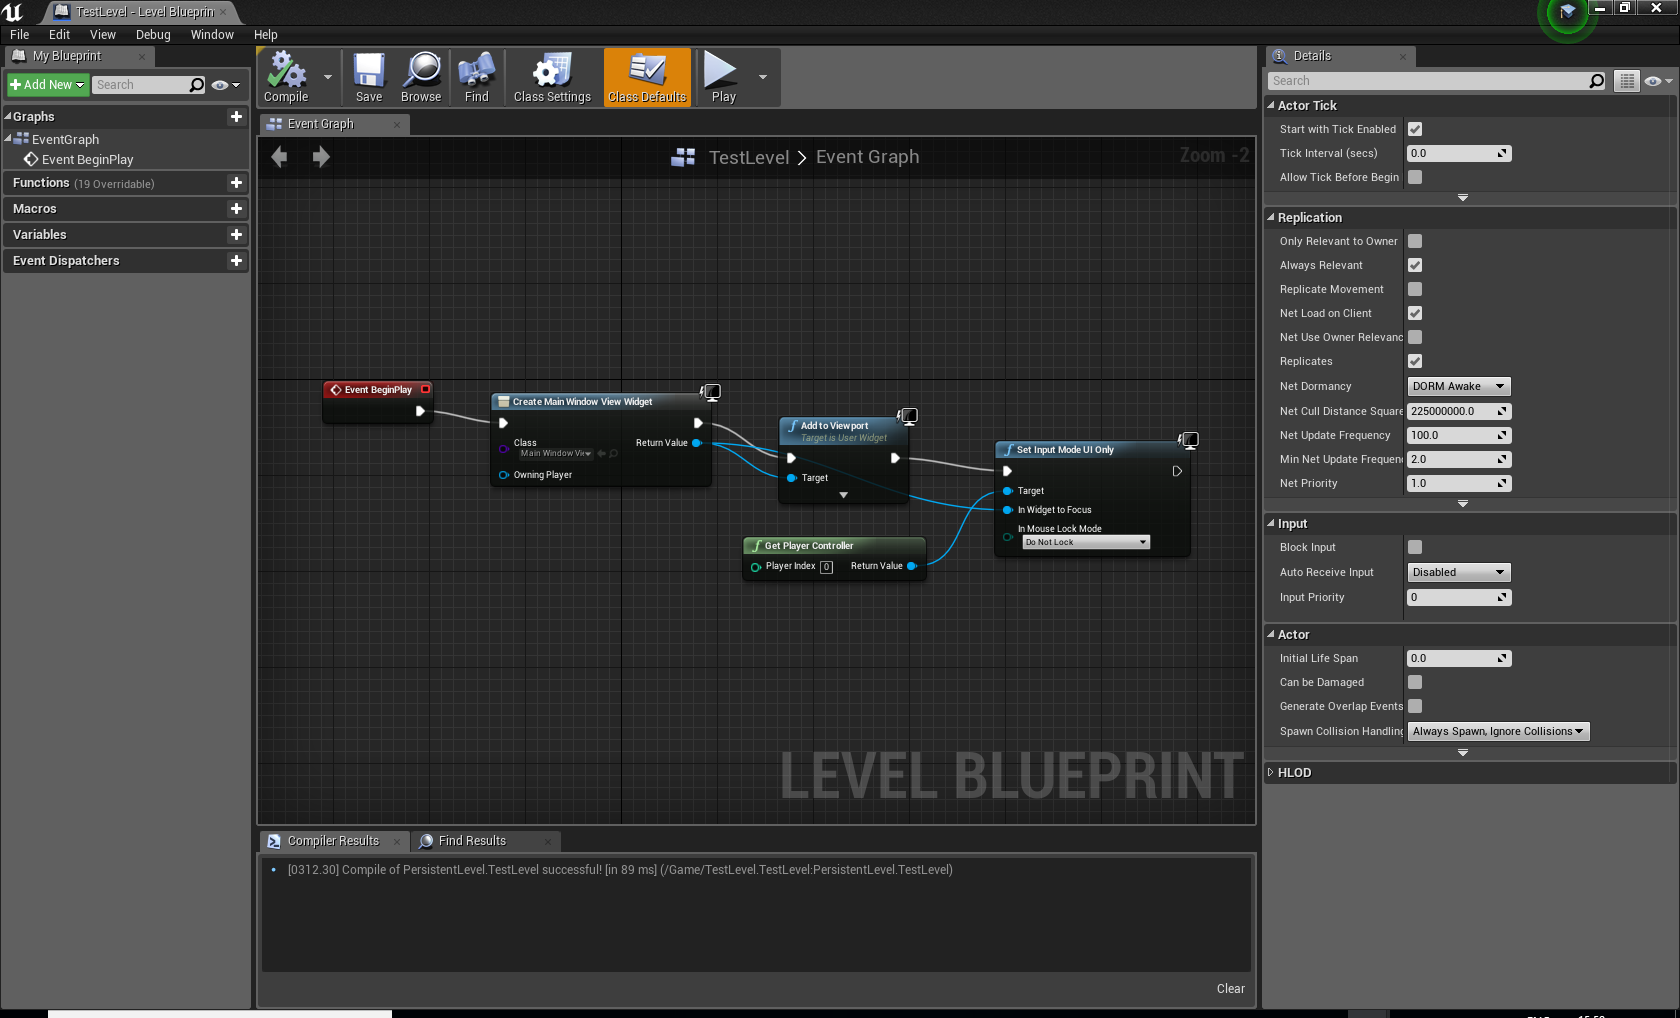 TestLevel - Level Blueprin
File Edit View Debug Window Help
My Blueprint
Add New Search
Graphs
EventGraph
Event BeginPlay
Functions (19 Overridable)
Macros
Variables
Event Dispatchers
Compile Save Browse Find Class Settings Class Defaults Play
Event Graph
TestLevel > Event Graph Zoom -2
Event BeginPlay
Create Main Window View Widget
Class
Main Window Vie
Return Value
Owning Player
Add to Viewport
Target is User Widget
Target
Get Player Controller
Player Index 0 Return Value
Set Input Mode UI Only
Target
In Widget to Focus
In Mouse Lock Mode
Do Not Lock
LEVEL BLUEPRINT
Compiler Results Find Results
[0312.30] Compile of PersistentLevel.TestLevel successful! [in 89 ms] (/Game/TestLevel.TestLevel:PersistentLevel.TestLevel)
Clear
Details
Search
Actor Tick
Start with Tick Enabled
Tick Interval (secs) 0.0
Allow Tick Before Begin
Replication
Only Relevant to Owner
Always Relevant
Replicate Movement
Net Load on Client
Net Use Owner Relevanc
Replicates
Net Dormancy DORM Awake
Net Cull Distance Square 225000000.0
Net Update Frequency 100.0
Min Net Update Frequen 2.0
Net Priority 1.0
Input
Block Input
Auto Receive Input Disabled
Input Priority 0
Actor
Initial Life Span 0.0
Can be Damaged
Generate Overlap Events
Spawn Collision Handling Always Spawn, Ignore Collisions
HLOD